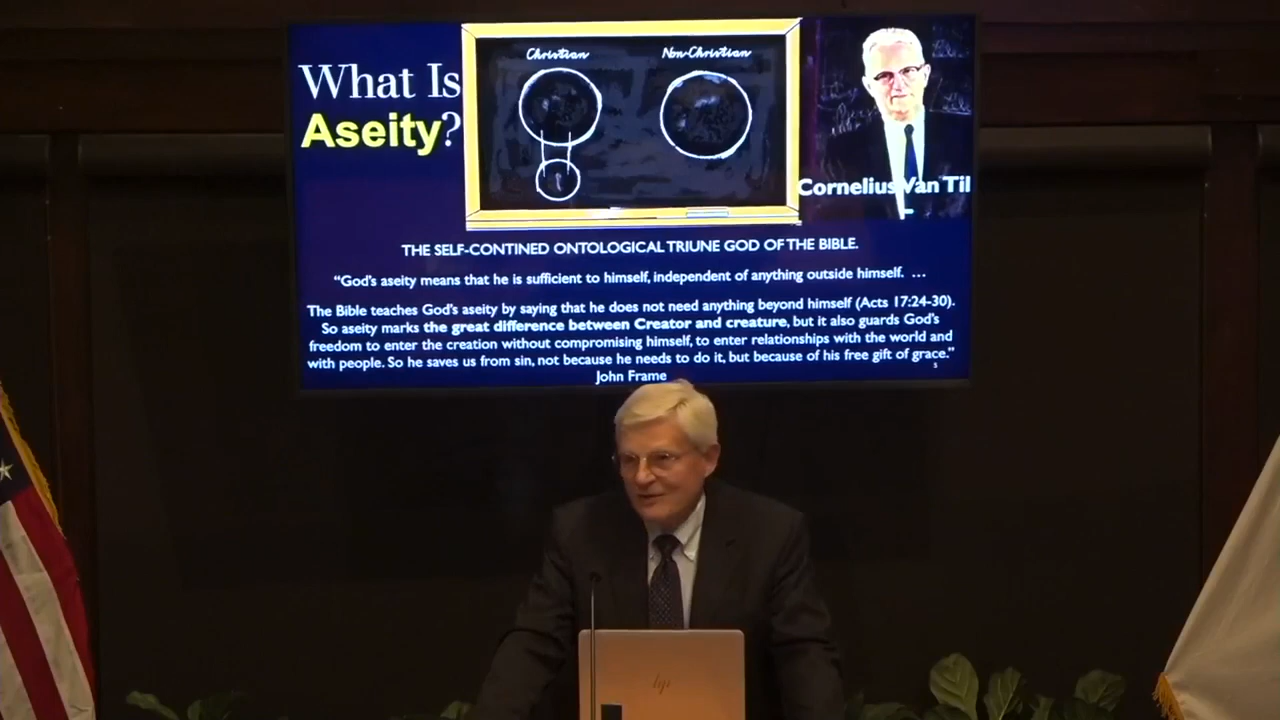 What Is
Aseity?
Christian
Non-Christian
Cornelius Van Til
THE SELF-CONTINED ONTOLOGICAL TRIUNE GOD OF THE BIBLE.
“God’s aseity means that he is sufficient to himself, independent of anything outside himself. …
The Bible teaches God’s aseity by saying that he does not need anything beyond himself (Acts 17:24-30).
So aseity marks the great difference between Creator and creature, but it also guards God’s
freedom to enter the creation without compromising himself, to enter relationships with the world and
with people. So he saves us from sin, not because he needs to do it, but because of his free gift of grace.”
John Frame
hp